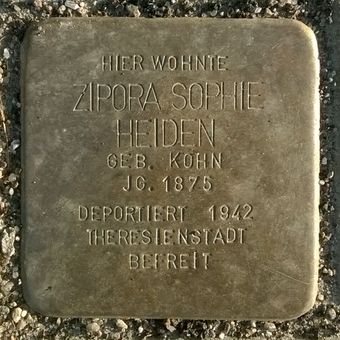 HIER WOHNTE
ZIPORA SOPHIE
HEIDEN
GEB. KOHN
JG. 1875
DEPORTIERT 1942
THERESIENSTADT
BEFREIT